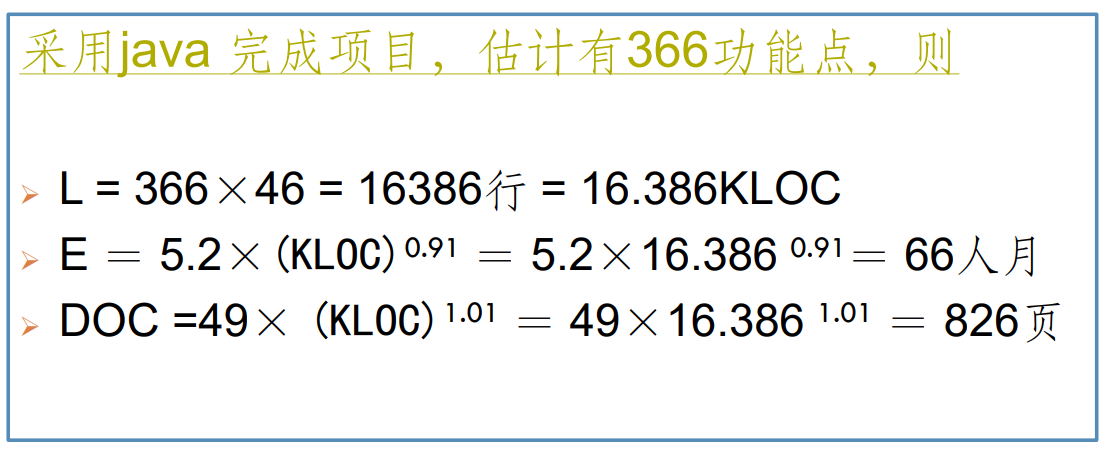 采用java 完成项目，估计有366功能点，则
➢ L = 366×46 = 16386行 = 16.386KLOC
➢ E ＝ 5.2×(KLOC)^0.91 ＝ 5.2×16.386 ^0.91＝ 66人月
➢ DOC =49× (KLOC)^1.01 ＝ 49×16.386 ^1.01 ＝ 826页